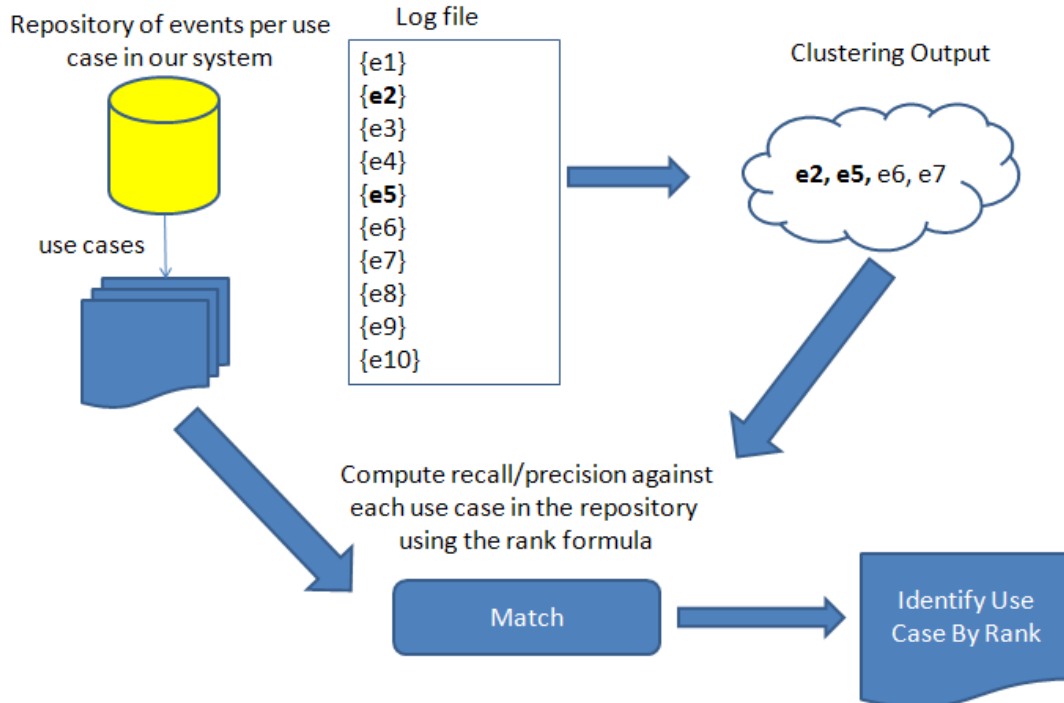 Repository of events per use
case in our system
Log file
{e1}
{e2}
{e3}
{e4}
{e5}
{e6}
{e7}
{e8}
{e9}
{e10}
Clustering Output
e2, e5, e6, e7
use cases
Compute recall/precision against
each use case in the repository
using the rank formula
Match
Identify Use
Case By Rank